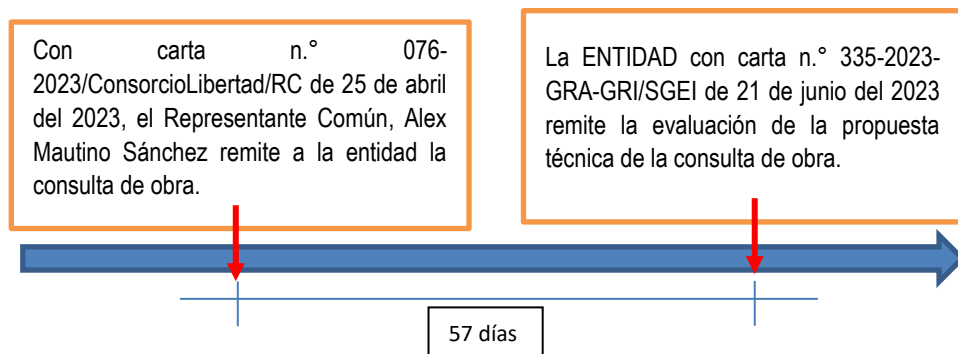 Con carta n.° 076-
2023/ConsorcioLibertad/RC de 25 de abril
del 2023, el Representante Común, Alex
Mautino Sánchez remite a la entidad la
consulta de obra.
La ENTIDAD con carta n.° 335-2023-
GRA-GRI/SGEI de 21 de junio del 2023
remite la evaluación de la propuesta
técnica de la consulta de obra.
57 días